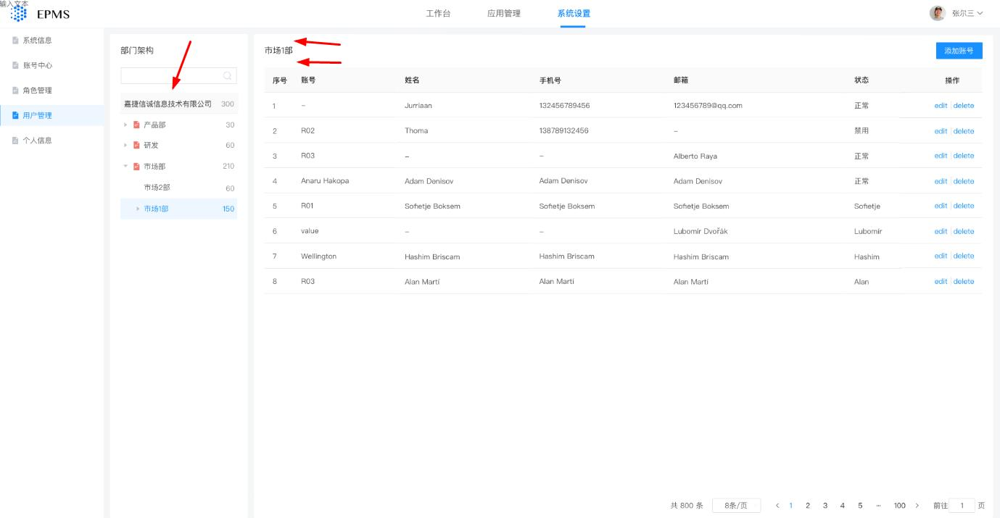 输入文本
EPMS
工作台 应用管理 系统设置 张尔三
系统信息
账号中心
角色管理
用户管理
个人信息
部门架构
嘉捷信诚信息技术有限公司 300
产品部 30
研发 60
市场部 210
市场2部 60
市场1部 150
市场1部 添加账号
序号 账号 姓名 手机号 邮箱 状态 操作
1 – Jurriaan 132456789456 123456789@qq.com 正常 edit delete
2 R02 Thoma 138789132456 – 禁用 edit delete
3 R03 – – Alberto Raya 正常 edit delete
4 Anaru Hakopa Adam Denisov Adam Denisov Adam Denisov 正常 edit delete
5 R01 Sofietje Boksem Sofietje Boksem Sofietje Boksem Sofietje edit delete
6 value – – Lubomír Dvořák Lubomír edit delete
7 Wellington Hashim Briscam Hashim Briscam Hashim Briscam Hashim edit delete
8 R03 Alan Martí Alan Martí Alan Martí Alan edit delete
共 800 条 8条/页 < 1 2 3 4 5 ··· 100 > 前往 1 页